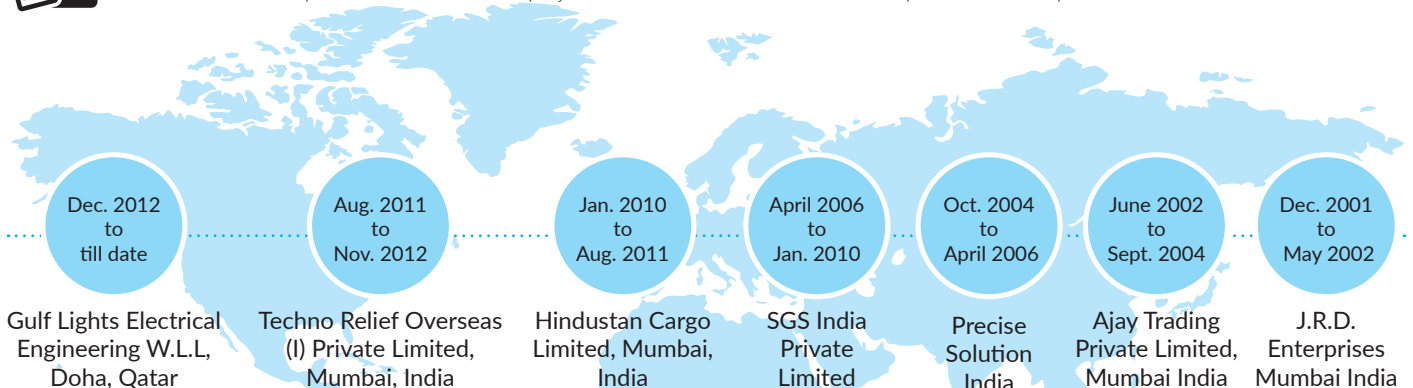 Dec. 2012
to
till date
Aug. 2011
to
Nov. 2012
Jan. 2010
to
Aug. 2011
April 2006
to
Jan. 2010
Oct. 2004
to
April 2006
June 2002
to
Sept. 2004
Dec. 2001
to
May 2002
Gulf Lights Electrical
Engineering W.L.L,
Doha, Qatar
Techno Relief Overseas
(I) Private Limited,
Mumbai, India
Hindustan Cargo
Limited, Mumbai,
India
SGS India
Private
Limited
Precise
Solution
India
Ajay Trading
Private Limited,
Mumbai India
J.R.D.
Enterprises
Mumbai India